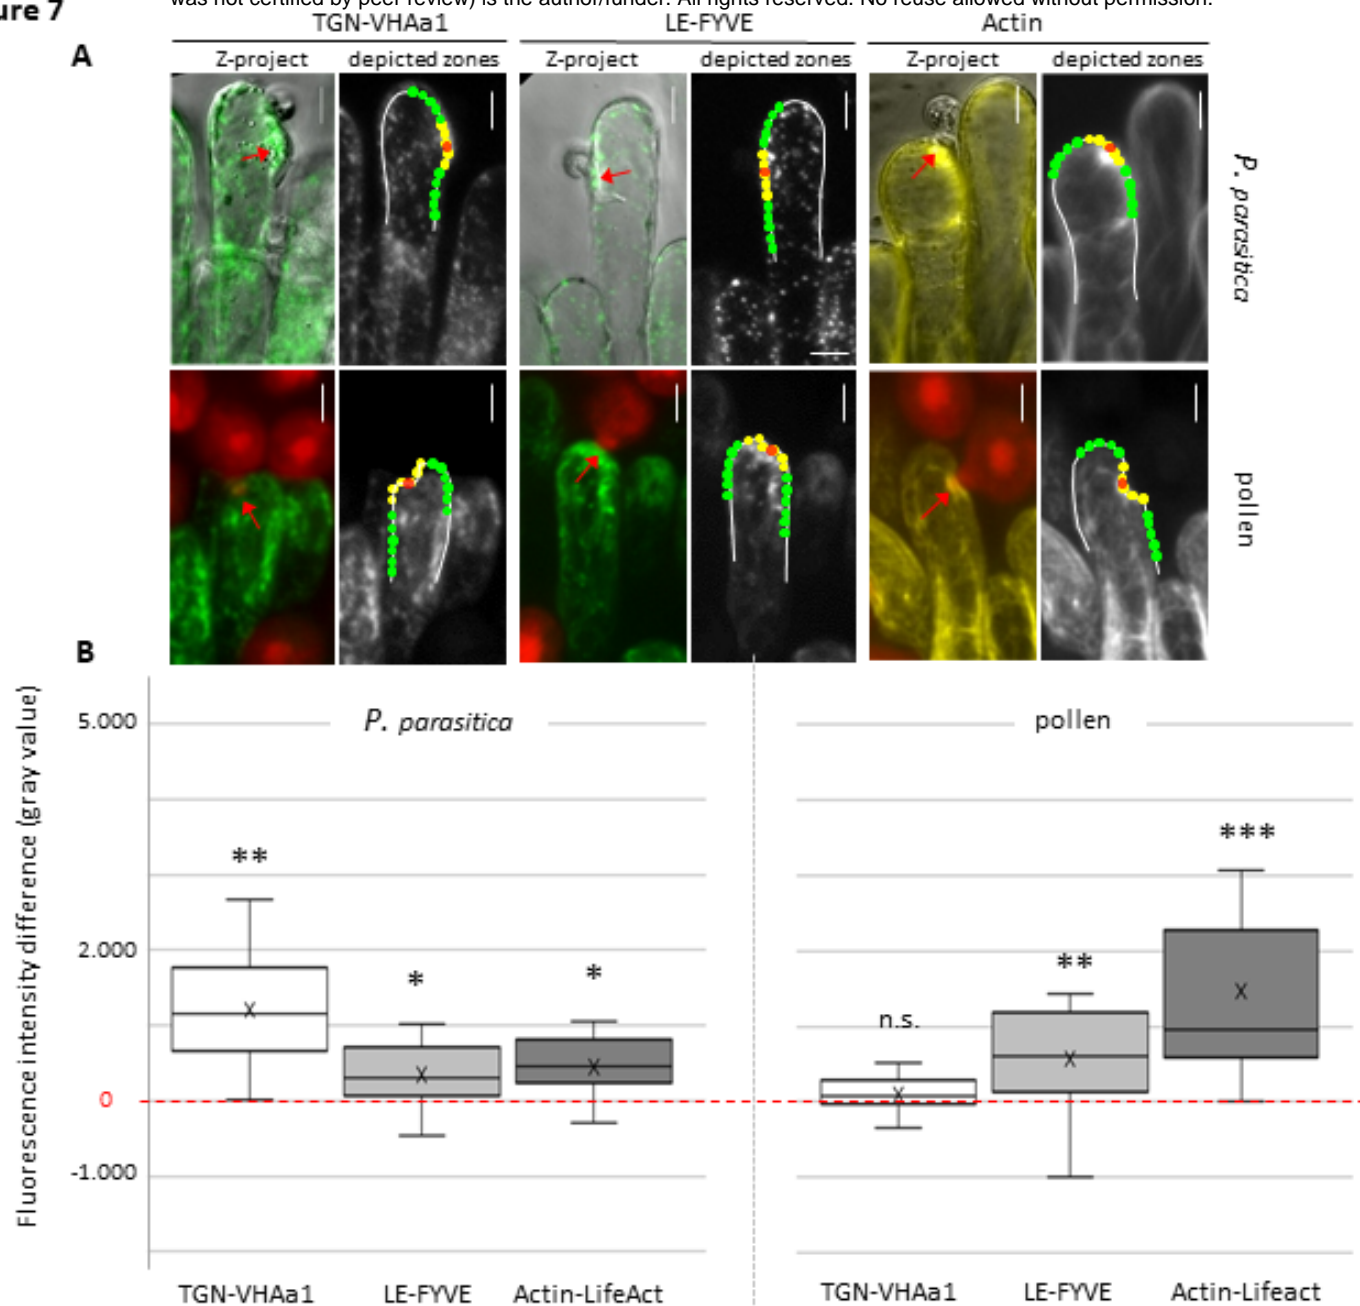 ure 7
was not certified by peer review) is the author/funder. All rights reserved. No reuse allowed without permission.
TGN-VHAa1 LE-FYVE Actin
A
Z-project depicted zones Z-project depicted zones Z-project depicted zones
P. parasitica
pollen
B
Fluorescence intensity difference (gray value)
5.000
P. parasitica
pollen
**
*
*
n.s.
**
***
2.000
0
-1.000
X X X X X X
TGN-VHAa1 LE-FYVE Actin-LifeAct TGN-VHAa1 LE-FYVE Actin-Lifeact